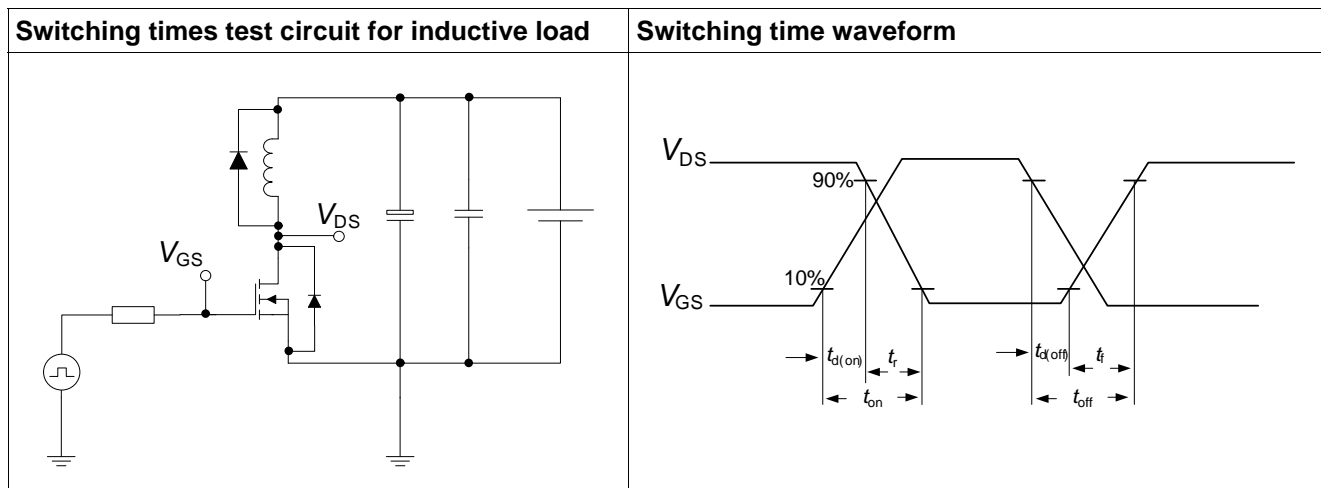 Switching times test circuit for inductive load
Switching time waveform
VDS
VGS
VDS
90%
10%
VGS
td(on) tr
ton
td(off) tf
toff